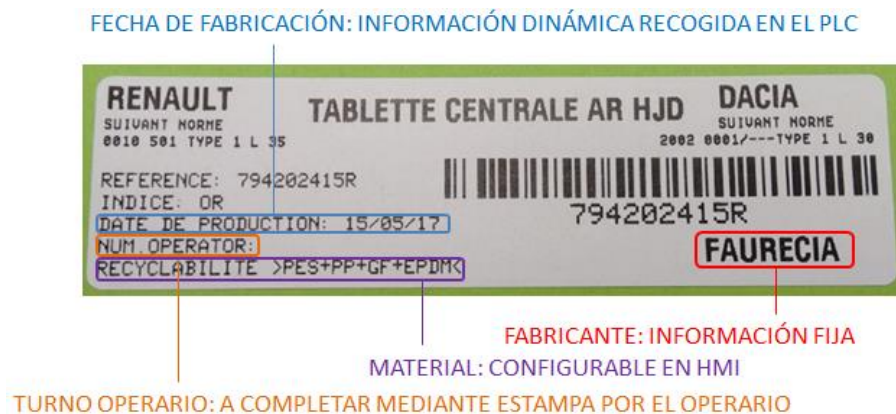 FECHA DE FABRICACIÓN: INFORMACIÓN DINÁMICA RECOGIDA EN EL PLC
RENAULT
SUIVANT NORME
0010 501 TYPE 1 L 35
TABLETTE CENTRALE AR HJD
DACIA
SUIVANT NORME
2002 0001/---TYPE 1 L 30
REFERENCE: 794202415R
INDICE: OR
DATE DE PRODUCTION: 15/05/17
NUM.OPERATOR:
RECYCLABILITE >PES+PP+GF+EPDM<
794202415R
FAURECIA
FABRICANTE: INFORMACIÓN FIJA
MATERIAL: CONFIGURABLE EN HMI
TURNO OPERARIO: A COMPLETAR MEDIANTE ESTAMPA POR EL OPERARIO